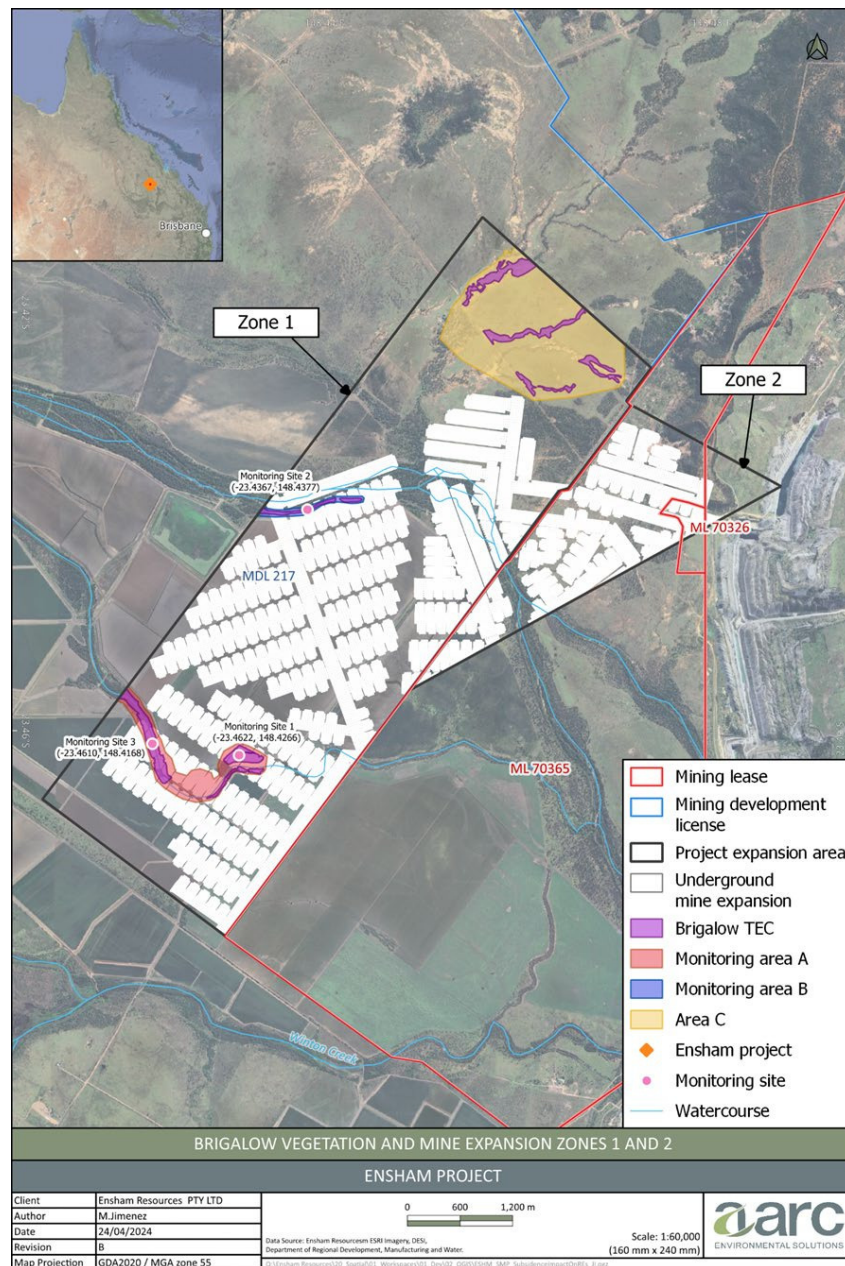 Brisbane
Zone 1
Zone 2
Monitoring Site 2
(-23.4367, 148.4377)
MDL 217
ML 70326
Monitoring Site 1
(-23.4622, 148.4266)
Monitoring Site 3
(-23.4610, 148.4168)
ML 70365
Winton Creek
Mining lease
Mining development
license
Project expansion area
Underground
mine expansion
Brigalow TEC
Monitoring area A
Monitoring area B
Area C
Ensham project
Monitoring site
Watercourse
BRIGALOW VEGETATION AND MINE EXPANSION ZONES 1 AND 2
ENSHAM PROJECT
Client Ensham Resources PTY LTD
Author M.Jimenez
Date 24/04/2024
Revision B
Map Projection GDA2020 / MGA zone 55
0 600 1,200 m
Data Source: Ensham Resourcesm ESRI Imagery, DESI,
Department of Regional Development, Manufacturing and Water.
Scale: 1:60,000
(160 mm x 240 mm)
aarc
ENVIRONMENTAL SOLUTIONS